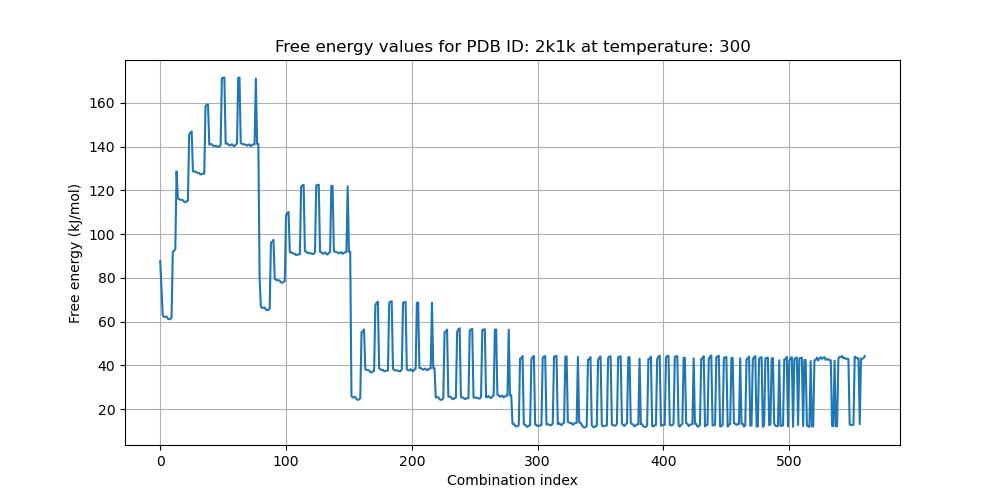 Free energy values for PDB ID: 2k1k at temperature: 300
160
140
120
100
80
60
40
20
Free energy (kJ/mol)
0 100 200 300 400 500
Combination index